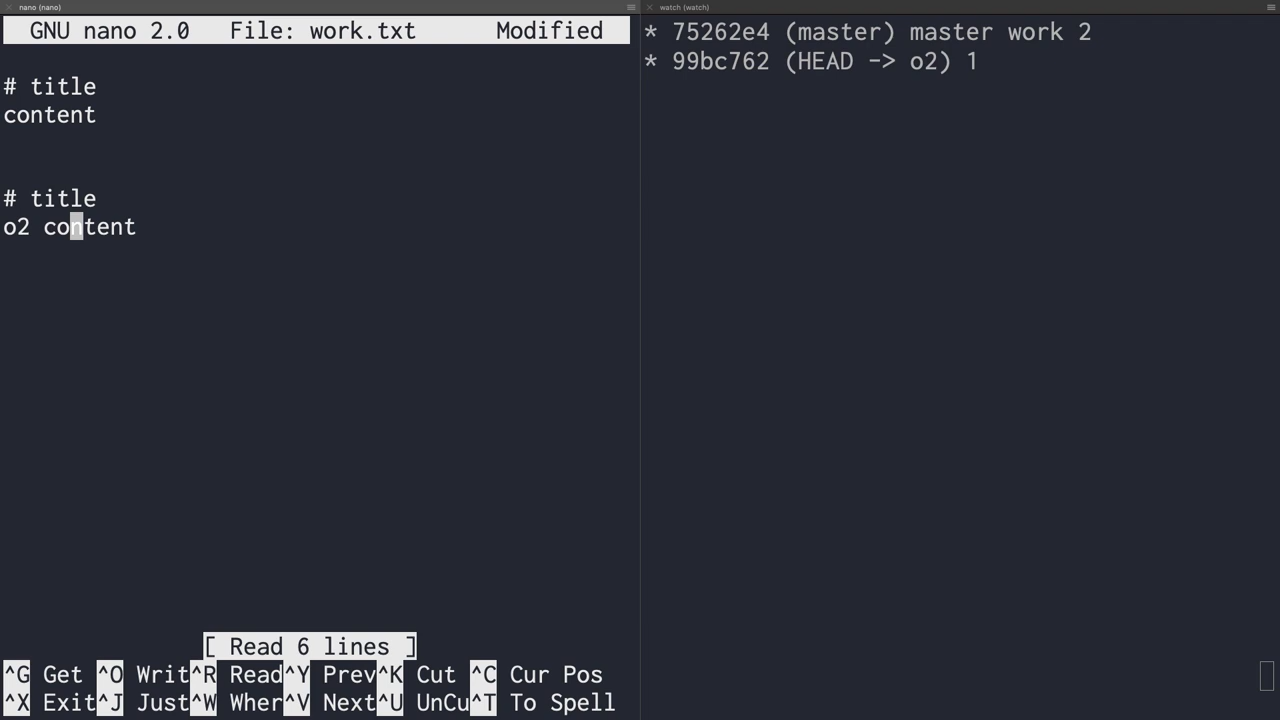 nano (nano)
GNU nano 2.0 File: work.txt Modified
# title
content
# title
o2 content
[ Read 6 lines ]
^G Get ^O Writ^R Read^Y Prev^K Cut ^C Cur Pos
^X Exit^J Just^W Wher^V Next^U UnCu^T To Spell
watch (watch)
* 75262e4 (master) master work 2
* 99bc762 (HEAD -> o2) 1